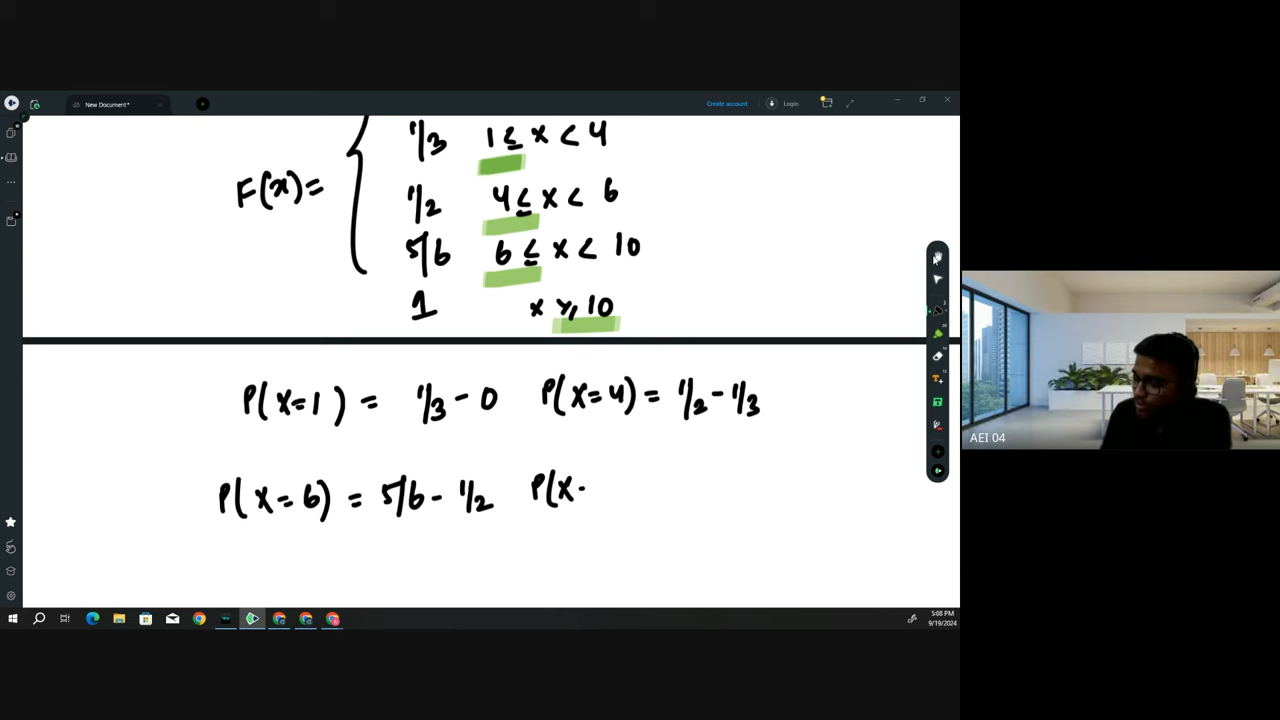 New Document*
Create account
Login
1/3 1 ≤ x < 4
F(x)=
1/2 4 ≤ x < 6
5/6 6 ≤ x < 10
1 x ≥ 10
P(X=1) = 1/3 - 0 P(X=4) = 1/2 - 1/3
P(X=6) = 5/6 - 1/2 P(X-
AEI 04
5:08 PM
9/19/2024